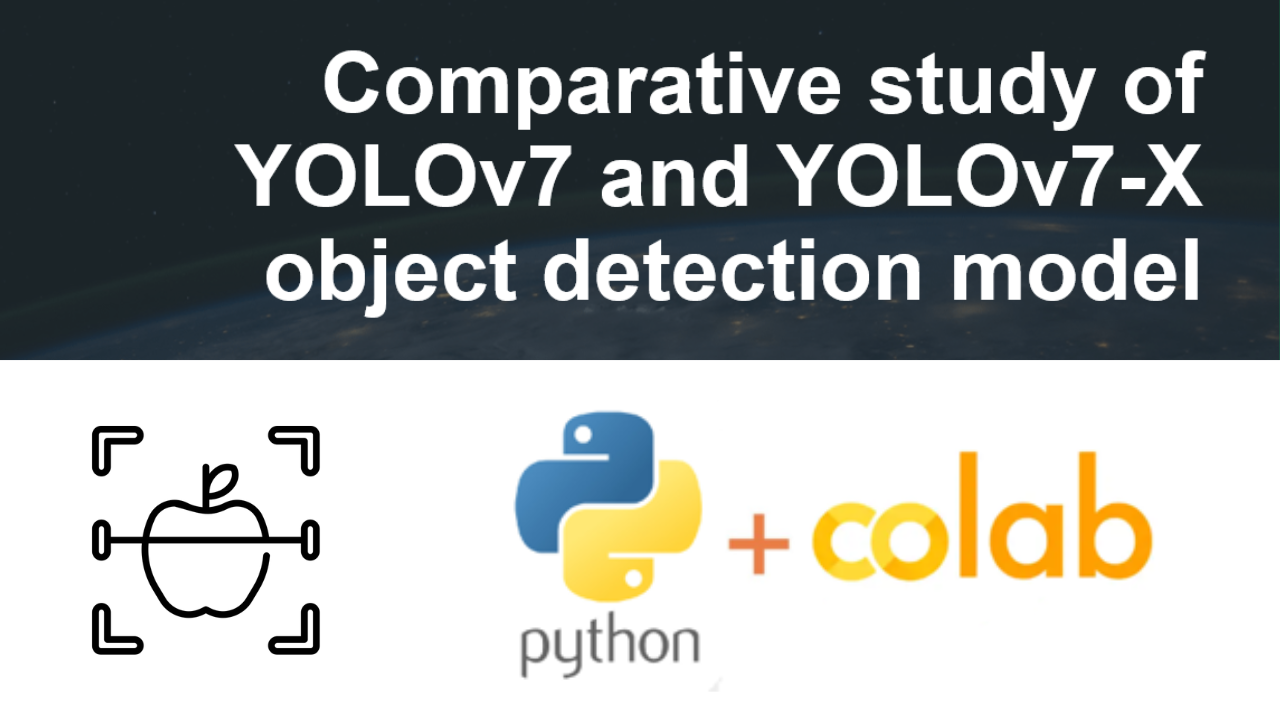 Comparative study of
YOLOv7 and YOLOv7-X
object detection model
python
+ colab